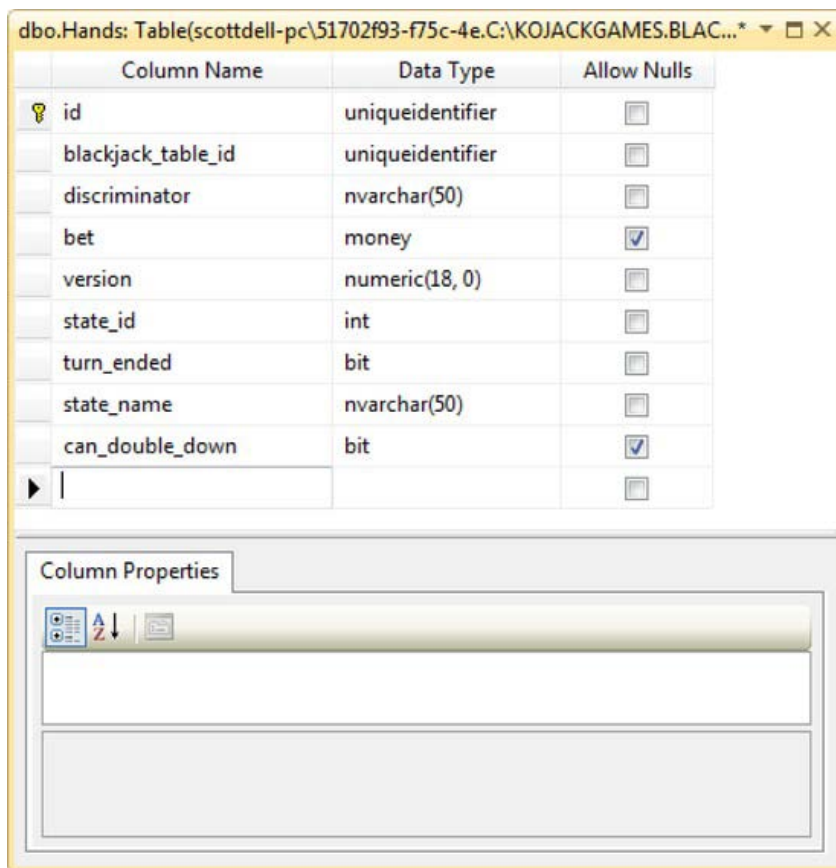 dbo.Hands: Table(scottdell-pc\51702f93-f75c-4e.C:\KOJACKGAMES.BLAC...*
Column Name Data Type Allow Nulls
id uniqueidentifier
blackjack_table_id uniqueidentifier
discriminator nvarchar(50)
bet money
version numeric(18, 0)
state_id int
turn_ended bit
state_name nvarchar(50)
can_double_down bit
Column Properties
A
Z